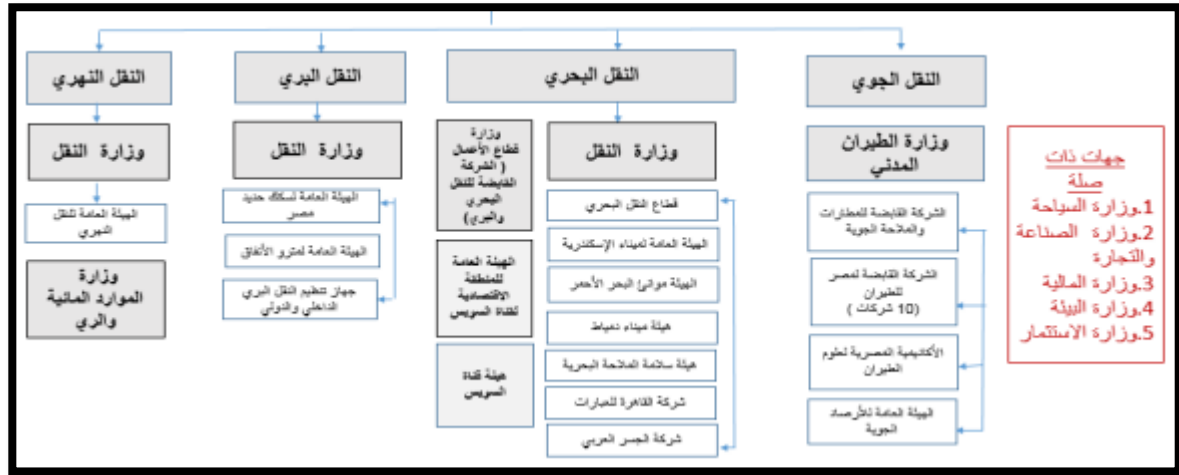 النقل الجوي
النقل البحري
النقل البري
النقل النهري
وزارة الطيران
المدني
الشركة القابضة للمطارات
والملاحة الجوية
الشركة القابضة لمصر
للطيران
(10 شركات )
الأكاديمية المصرية لعلوم
الطيران
الهيئة العامة للأرصاد
الجوية
وزارة النقل
قطاع النقل البحري
الهيئة العامة لميناء الإسكندرية
الهيئة موانئ البحر الأحمر
هيئة ميناء دمياط
هيئة سلامة الملاحة البحرية
شركة القاهرة للعبارات
شركة الجسر العربي
وزارة
قطاع الأعمال
( الشركة
القابضة للنقل
البحري
والبري)
الهيئة العامة
للمنطقة
الاقتصادية
لقناة السويس
هيئة قناة
السويس
وزارة النقل
الهيئة العامة لسكك حديد
مصر
الهيئة العامة لمترو الأنفاق
جهاز تنظيم النقل البري
الداخلي والدولي
وزارة النقل
الهيئة العامة للنقل
النهري
وزارة
الموارد المائية
والري
جهات ذات
صلة
1.وزارة السياحة
2.وزارة الصناعة
والتجارة
3.وزارة المالية
4.وزارة البيئة
5.وزارة الاستثمار